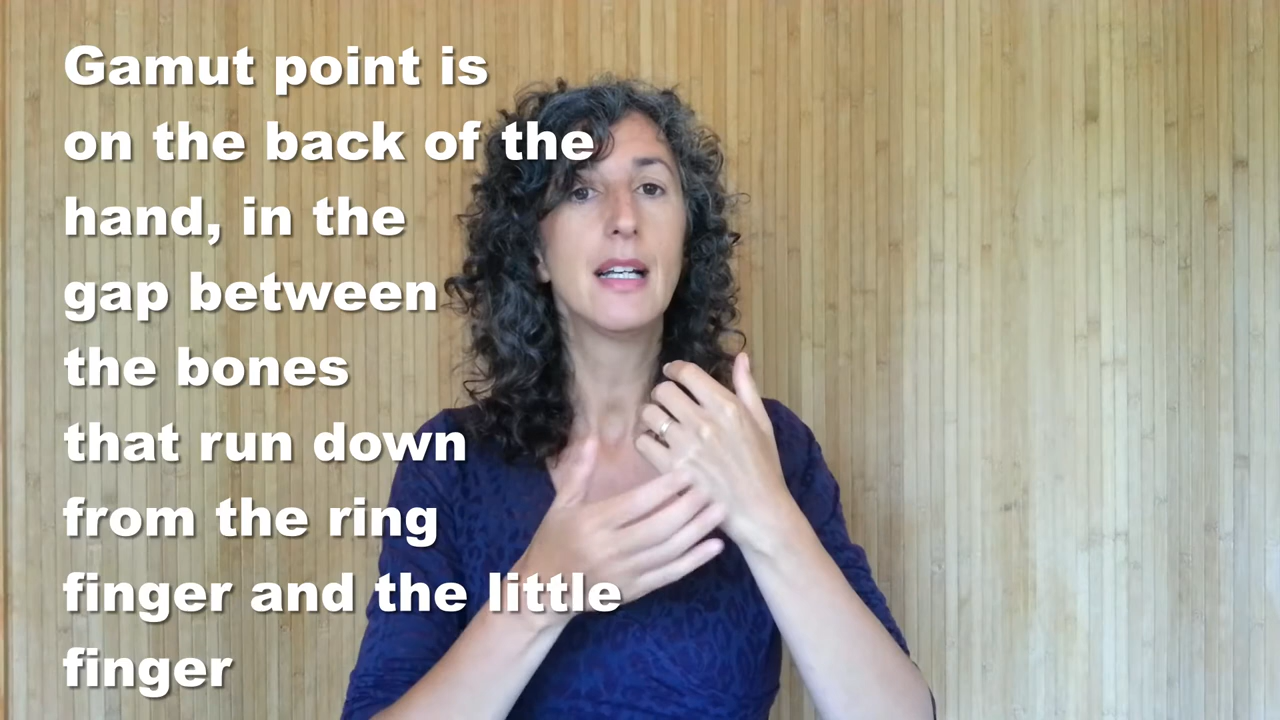 Gamut point is
on the back of the
hand, in the
gap between
the bones
that run down
from the ring
finger and the little
finger